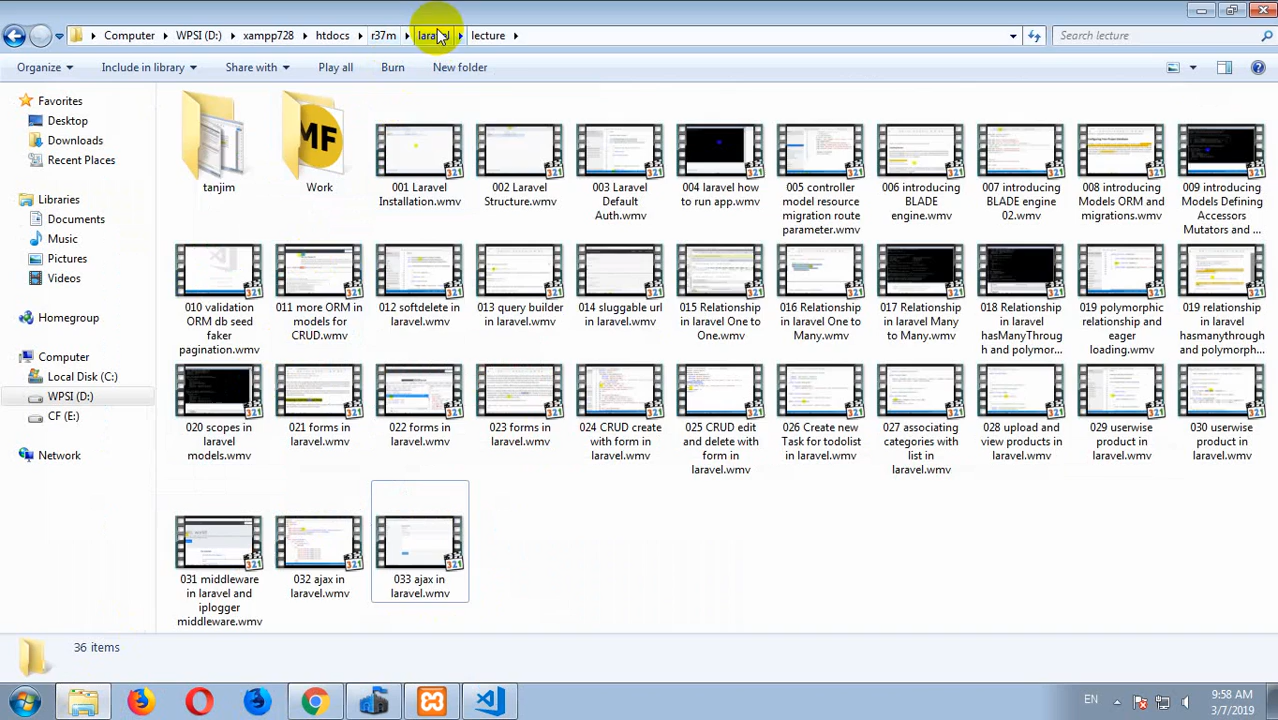 Computer WPSI (D:) xampp728 htdocs r37m laravel lecture Search lecture
Organize Include in library Share with Play all Burn New folder
Favorites
Desktop
Downloads
Recent Places
Libraries
Documents
Music
Pictures
Videos
Homegroup
Computer
Local Disk (C:)
WPSI (D:)
CF (E:)
Network
MF
tanjim
Work
001 Laravel
Installation.wmv
002 Laravel
Structure.wmv
003 Laravel
Default
Auth.wmv
004 laravel how
to run app.wmv
005 controller
model resource
migration route
parameter.wmv
006 introducing
BLADE
engine.wmv
007 introducing
BLADE engine
02.wmv
008 introducing
Models ORM and
migrations.wmv
009 introducing
Models Defining
Accessors
Mutators and ...
010 validation
ORM db seed
faker
pagination.wmv
011 more ORM in
models for
CRUD.wmv
012 softdelete in
laravel.wmv
013 query builder
in laravel.wmv
014 sluggable url
in laravel.wmv
015 Relationship
in laravel One to
One.wmv
016 Relationship
in laravel One to
Many.wmv
017 Relationship
in laravel Many
to Many.wmv
018 Relationship
in laravel
hasManyThroug
h and polymor...
019 polymorphic
relationship and
eager
loading.wmv
019 relationship
in laravel
hasmanythrough
and polymorph...
020 scopes in
laravel
models.wmv
021 forms in
laravel.wmv
022 forms in
laravel.wmv
023 forms in
laravel.wmv
024 CRUD create
with form in
laravel.wmv
025 CRUD edit
and delete with
form in
laravel.wmv
026 Create new
Task for todolist
in laravel.wmv
027 associating
categories with
list in
laravel.wmv
028 upload and
view products in
laravel.wmv
029 userwise
product in
laravel.wmv
030 userwise
product in
laravel.wmv
031 middleware
in laravel and
iplogger
middleware.wmv
032 ajax in
laravel.wmv
033 ajax in
laravel.wmv
36 items
EN
9:58 AM
3/7/2019